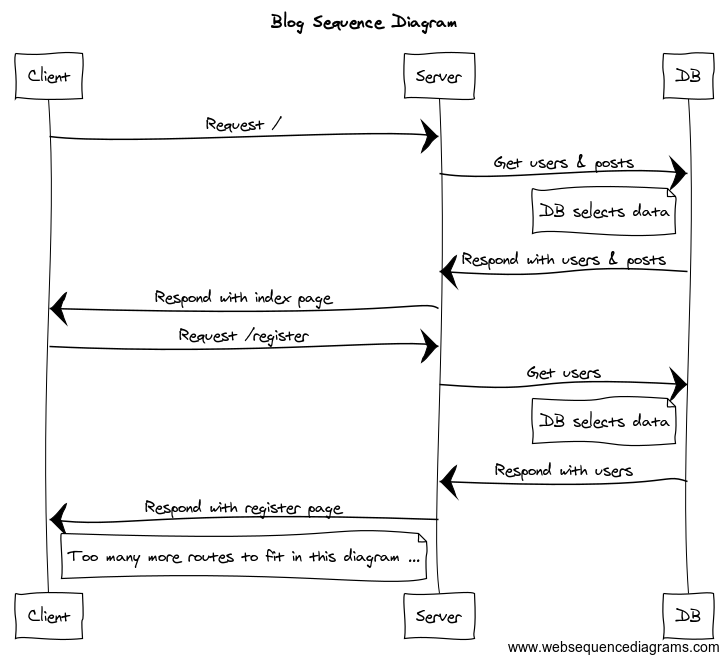 Blog Sequence Diagram
Client Server DB
Request /
Get users & posts
DB selects data
Respond with users & posts
Respond with index page
Request /register
Get users
DB selects data
Respond with users
Respond with register page
Too many more routes to fit in this diagram ...
Client Server DB
www.websequencediagrams.com